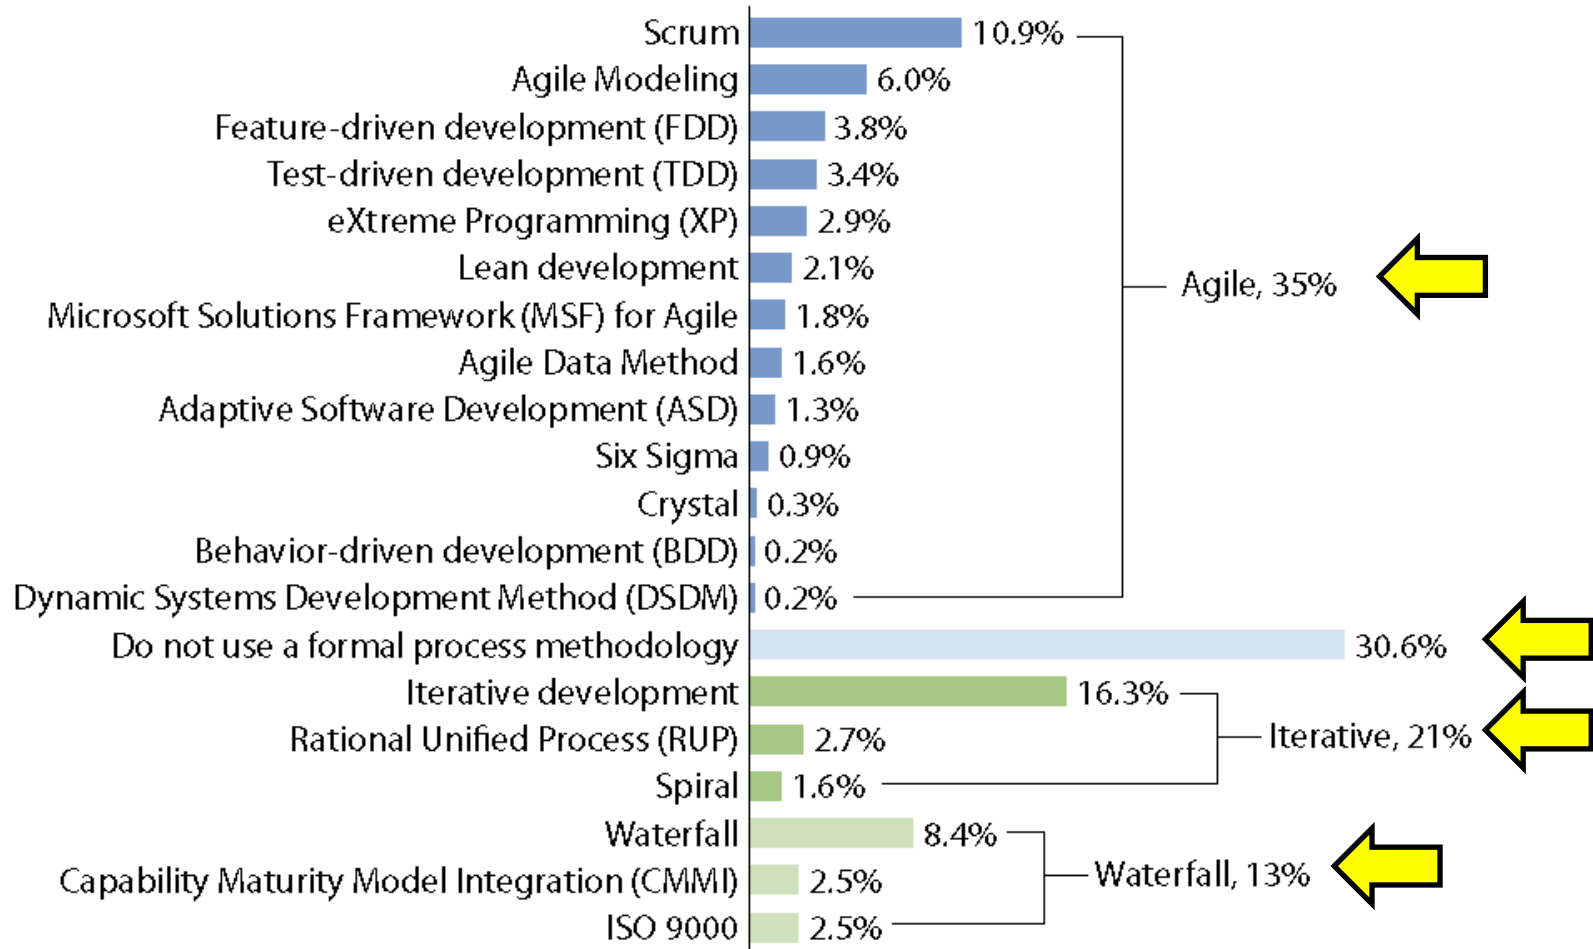 Scrum 10.9%
Agile Modeling 6.0%
Feature-driven development (FDD) 3.8%
Test-driven development (TDD) 3.4%
eXtreme Programming (XP) 2.9%
Lean development 2.1%
Agile, 35%
Microsoft Solutions Framework (MSF) for Agile 1.8%
Agile Data Method 1.6%
Adaptive Software Development (ASD) 1.3%
Six Sigma 0.9%
Crystal 0.3%
Behavior-driven development (BDD) 0.2%
Dynamic Systems Development Method (DSDM) 0.2%
Do not use a formal process methodology 30.6%
Iterative development 16.3%
Rational Unified Process (RUP) 2.7%
Iterative, 21%
Spiral 1.6%
Waterfall 8.4%
Capability Maturity Model Integration (CMMI) 2.5%
Waterfall, 13%
ISO 9000 2.5%